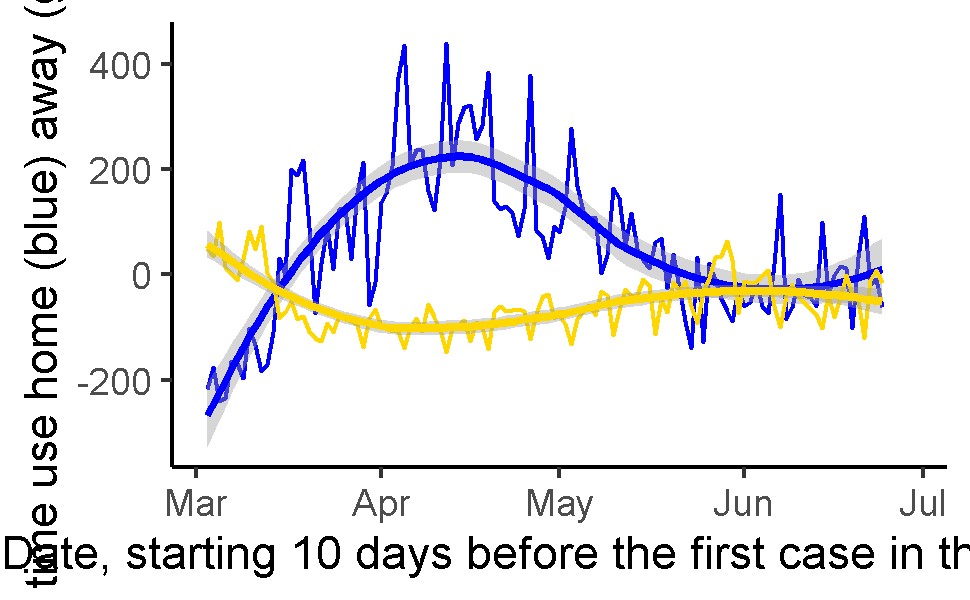 time use home (blue) away (
400
200
0
-200
Mar Apr May Jun Jul
Date, starting 10 days before the first case in th